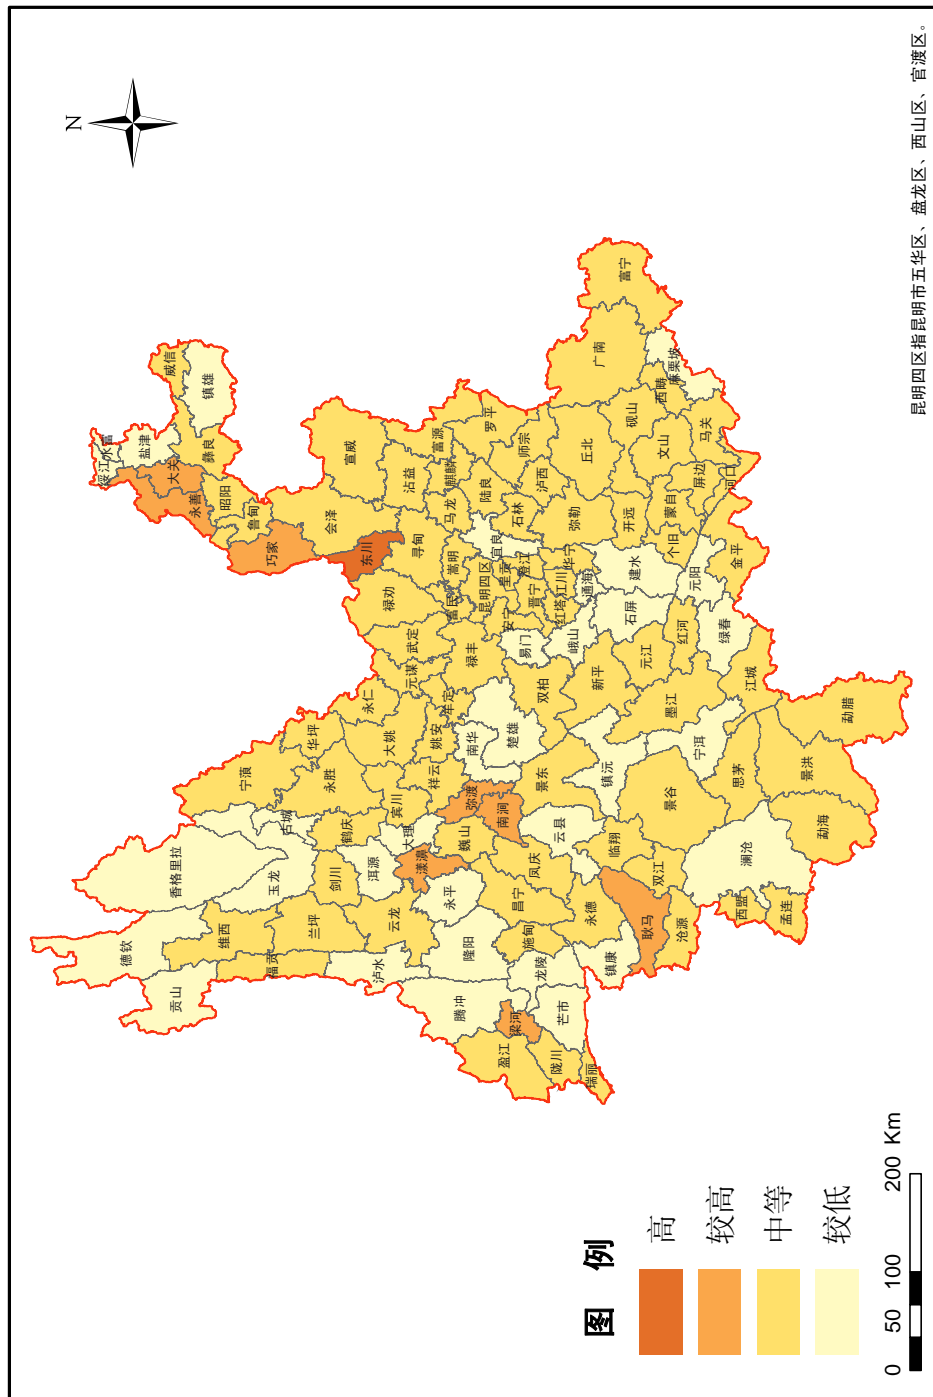 N
德钦
贡山
香格里拉
维西
福贡
玉龙
古城
宁蒗
兰坪
剑川
鹤庆
永胜
华坪
泸水
云龙
洱源
大理
宾川
永仁
大姚
元谋
武定
禄劝
漾濞
永平
巍山
弥渡
祥云
姚安
牟定
南华
楚雄
禄丰
富民
南涧
腾冲
隆阳
昌宁
凤庆
施甸
龙陵
梁河
盈江
陇川
瑞丽
芒市
镇康
永德
云县
临翔
耿马
双江
沧源
景东
镇沅
景谷
双柏
易门
新平
峨山
元江
墨江
宁洱
思茅
澜沧
西盟
孟连
勐海
景洪
勐腊
江城
绥江
水富
盐津
永善
大关
彝良
威信
镇雄
昭阳
鲁甸
巧家
会泽
东川
寻甸
宣威
沾益
富源
麒麟
马龙
陆良
罗平
师宗
嵩明
昆明四区
宜良
呈贡
安宁
晋宁
澄江
石林
泸西
红塔
江川
华宁
通海
弥勒
丘北
广南
富宁
石屏
建水
开远
个旧
蒙自
砚山
文山
西畴
麻栗坡
马关
屏边
河口
元阳
红河
绿春
金平
图 例
高
较高
中等
较低
0 50 100 200 Km
昆明四区指昆明市五华区、盘龙区、西山区、官渡区。